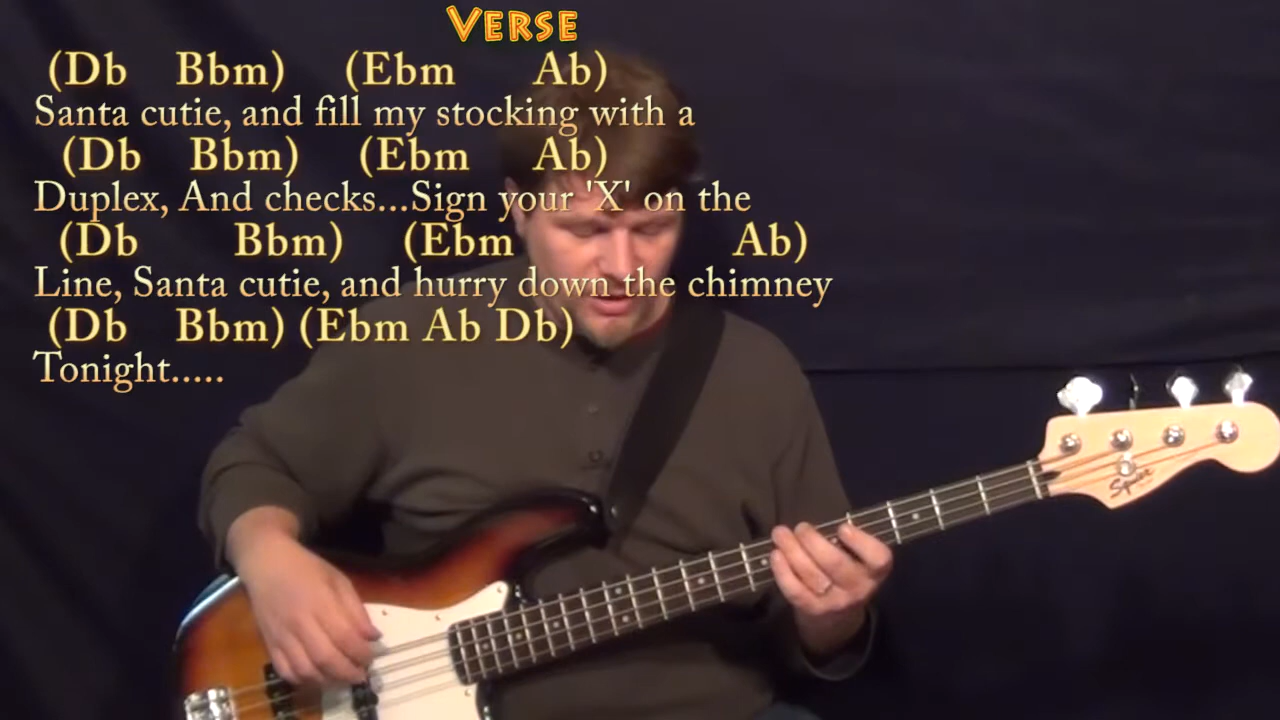 VERSE
(Db Bbm) (Ebm Ab)
Santa cutie, and fill my stocking with a
(Db Bbm) (Ebm Ab)
Duplex, And checks...Sign your 'X' on the
(Db Bbm) (Ebm Ab)
Line, Santa cutie, and hurry down the chimney
(Db Bbm) (Ebm Ab Db)
Tonight.....
Squier